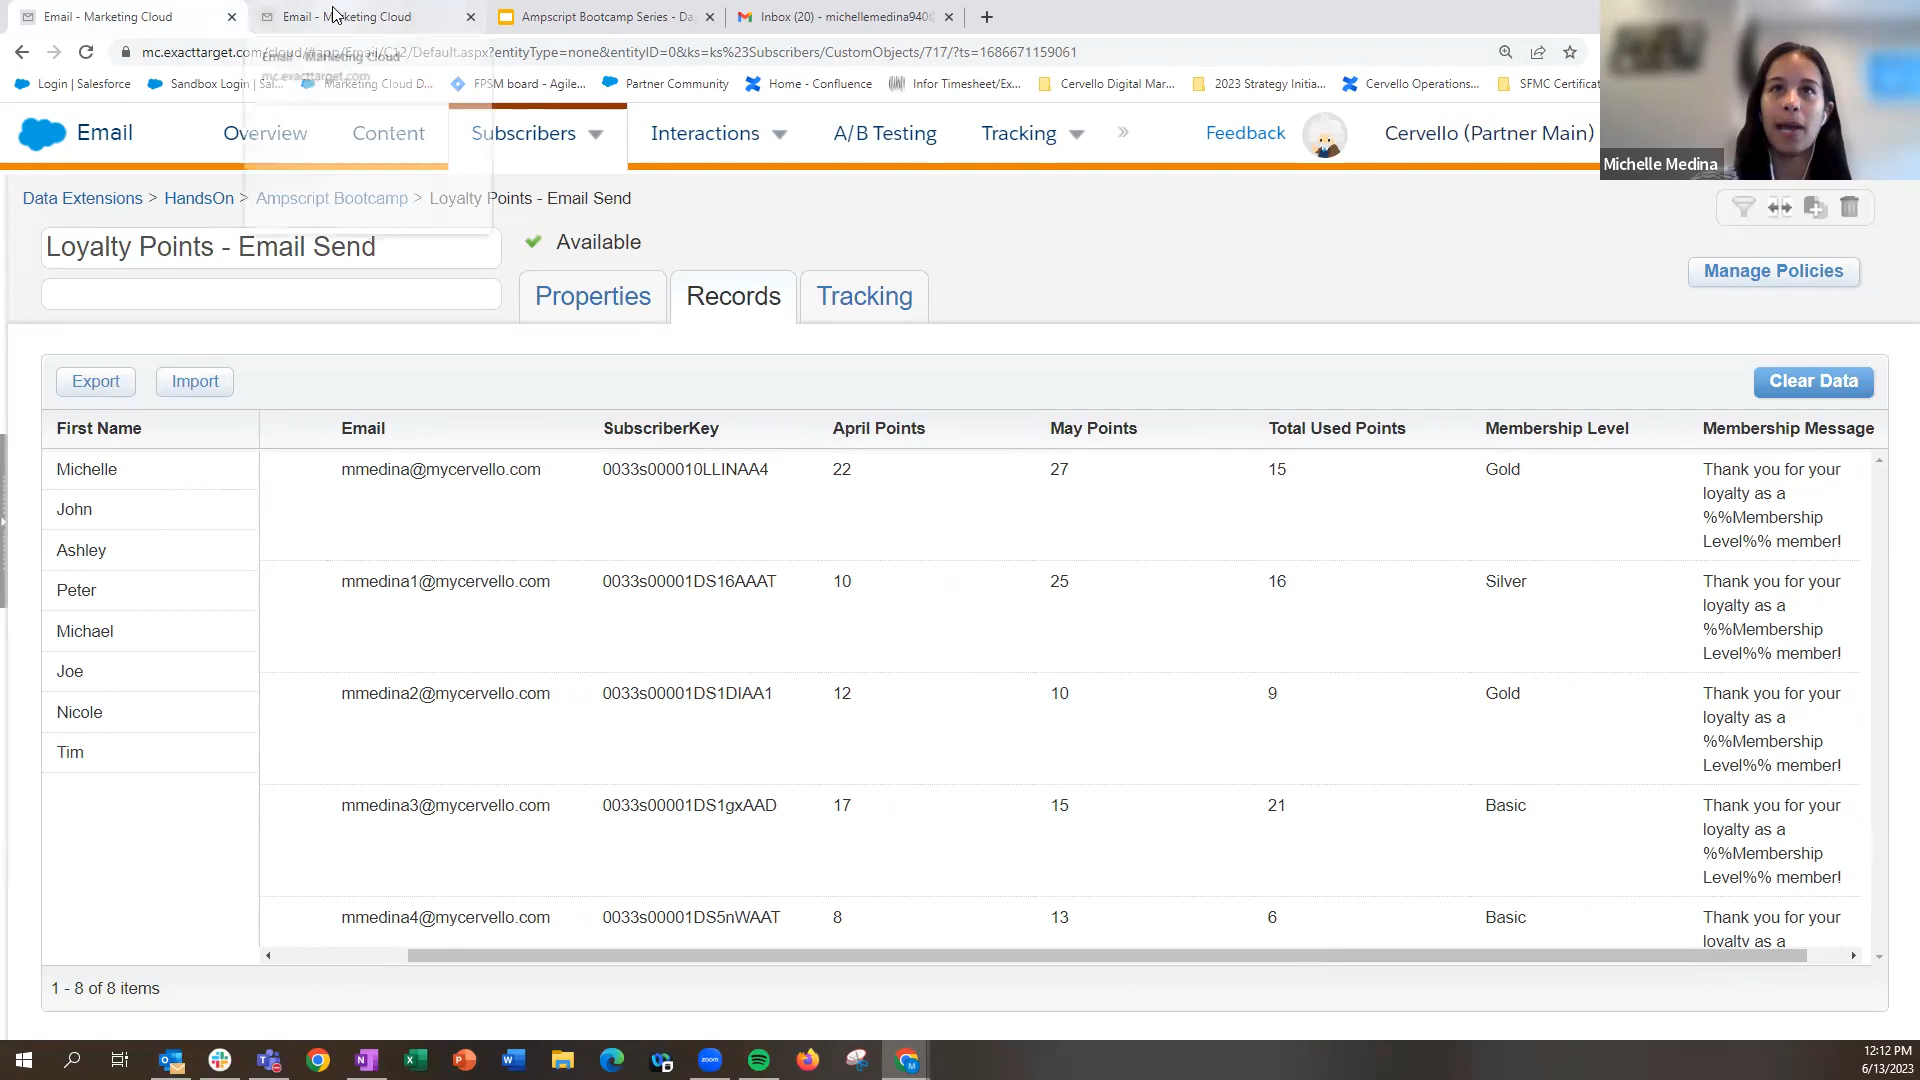 Email - Marketing Cloud
Email - Marketing Cloud
Ampscript Bootcamp Series - Da
Inbox (20) - michellemedina940@
mc.exacttarget.com/cloud/#app/Email/C12/Default.aspx?entityType=none&entityID=0&ks=ks%23Subscribers/CustomObjects/717/?ts=1686671159061
Email - Marketing Cloud
mc.exacttarget.com
Login | Salesforce
Sandbox Login | Sal...
Marketing Cloud D...
FPSM board - Agile...
Partner Community
Home - Confluence
Infor Timesheet/Ex...
Cervello Digital Mar...
2023 Strategy Initia...
Cervello Operations...
SFMC Certificat
Email
Overview
Content
Subscribers
Interactions
A/B Testing
Tracking
»
Feedback
Cervello (Partner Main)
Michelle Medina
Data Extensions > HandsOn > Ampscript Bootcamp > Loyalty Points - Email Send
Loyalty Points - Email Send
Available
Manage Policies
Properties
Records
Tracking
Export
Import
Clear Data
First Name Email SubscriberKey April Points May Points Total Used Points Membership Level Membership Message
Michelle
John
Ashley
Peter
Michael
Joe
Nicole
Tim
mmedina@mycervello.com 0033s000010LLINAA4 22 27 15 Gold Thank you for your
loyalty as a
%%Membership
Level%% member!
mmedina1@mycervello.com 0033s00001DS16AAAT 10 25 16 Silver Thank you for your
loyalty as a
%%Membership
Level%% member!
mmedina2@mycervello.com 0033s00001DS1DIAA1 12 10 9 Gold Thank you for your
loyalty as a
%%Membership
Level%% member!
mmedina3@mycervello.com 0033s00001DS1gxAAD 17 15 21 Basic Thank you for your
loyalty as a
%%Membership
Level%% member!
mmedina4@mycervello.com 0033s00001DS5nWAAT 8 13 6 Basic Thank you for your
loyalty as a
1 - 8 of 8 items
zoom
12:12 PM
6/13/2023